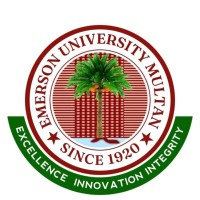 EMERSON UNIVERSITY MULTAN
SINCE 1920
EXCELLENCE INNOVATION INTEGRITY